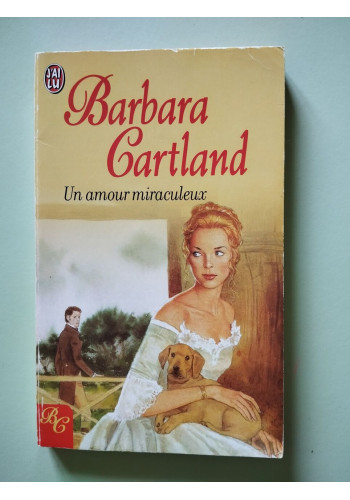 J'AI
LU
Barbara
Cartland
Un amour miraculeux
BC